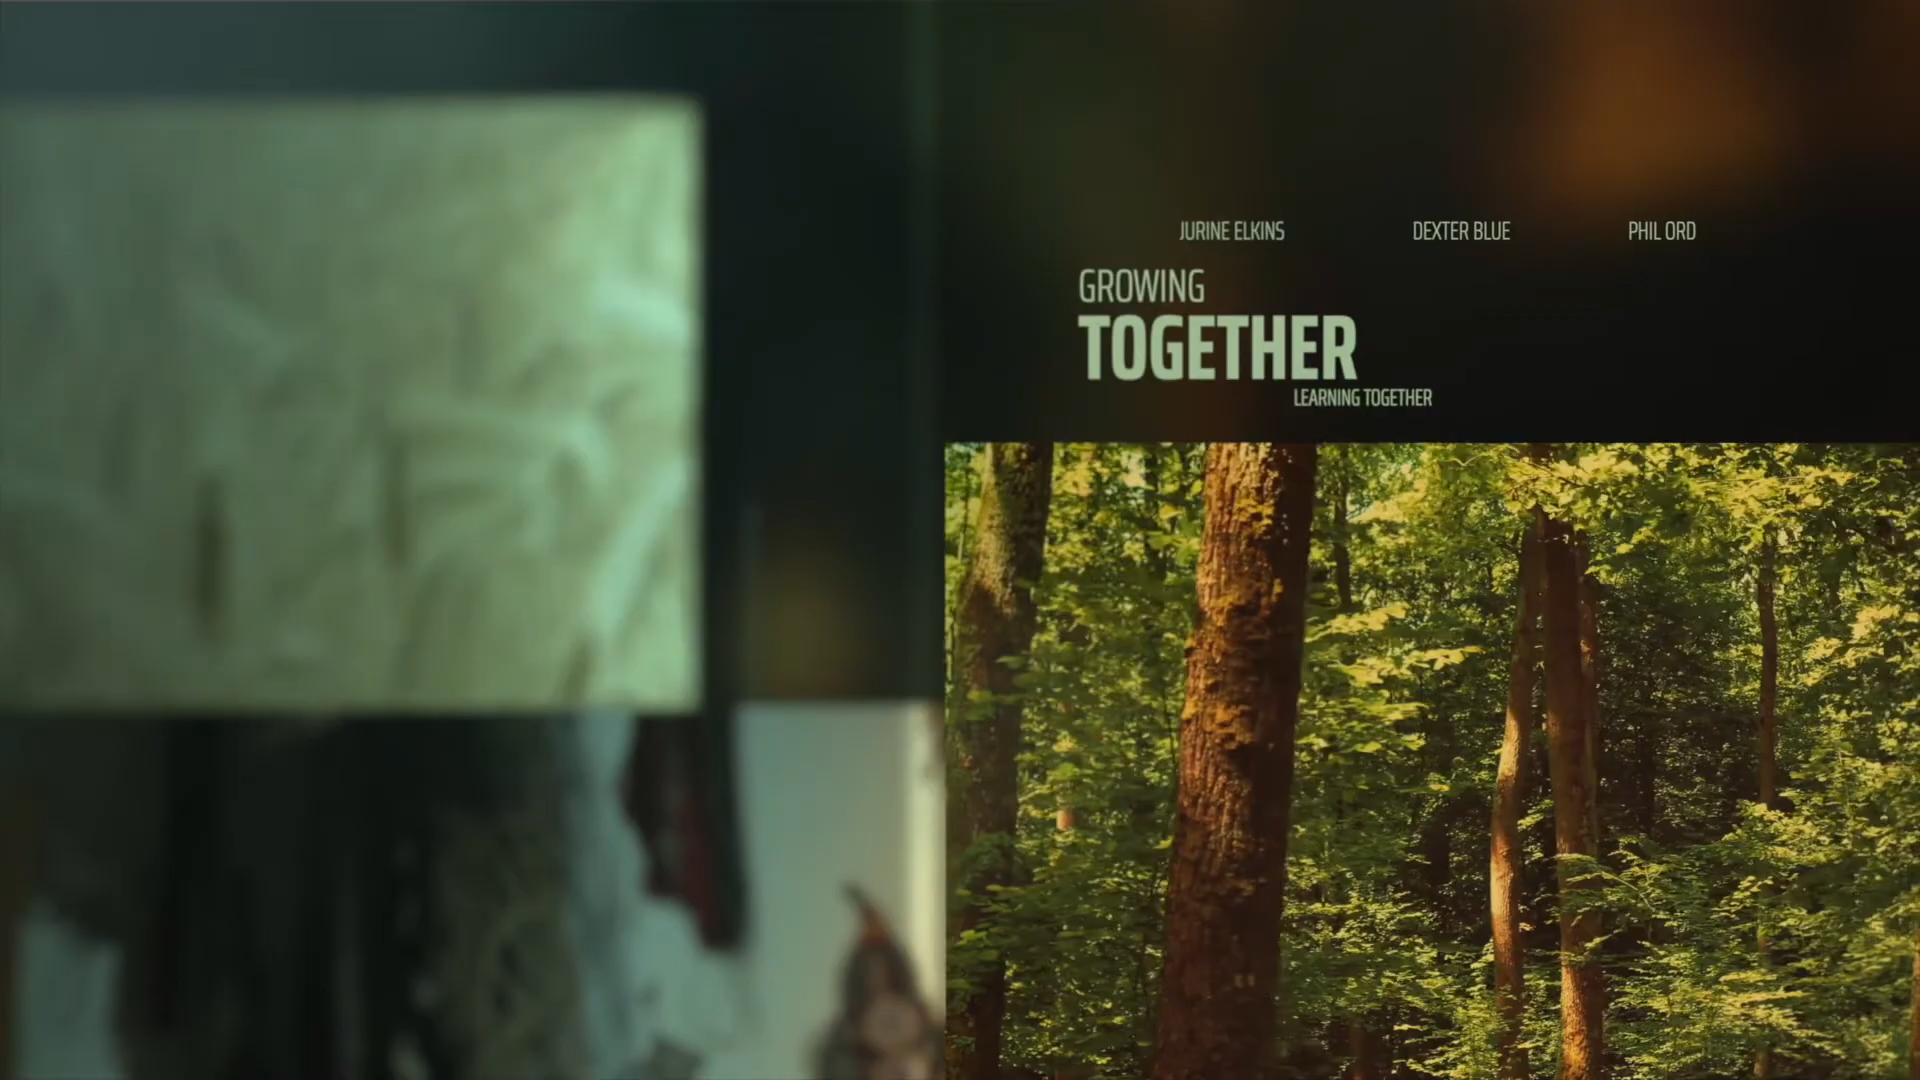 JURINE ELKINS DEXTER BLUE PHIL ORD
GROWING
TOGETHER
LEARNING TOGETHER